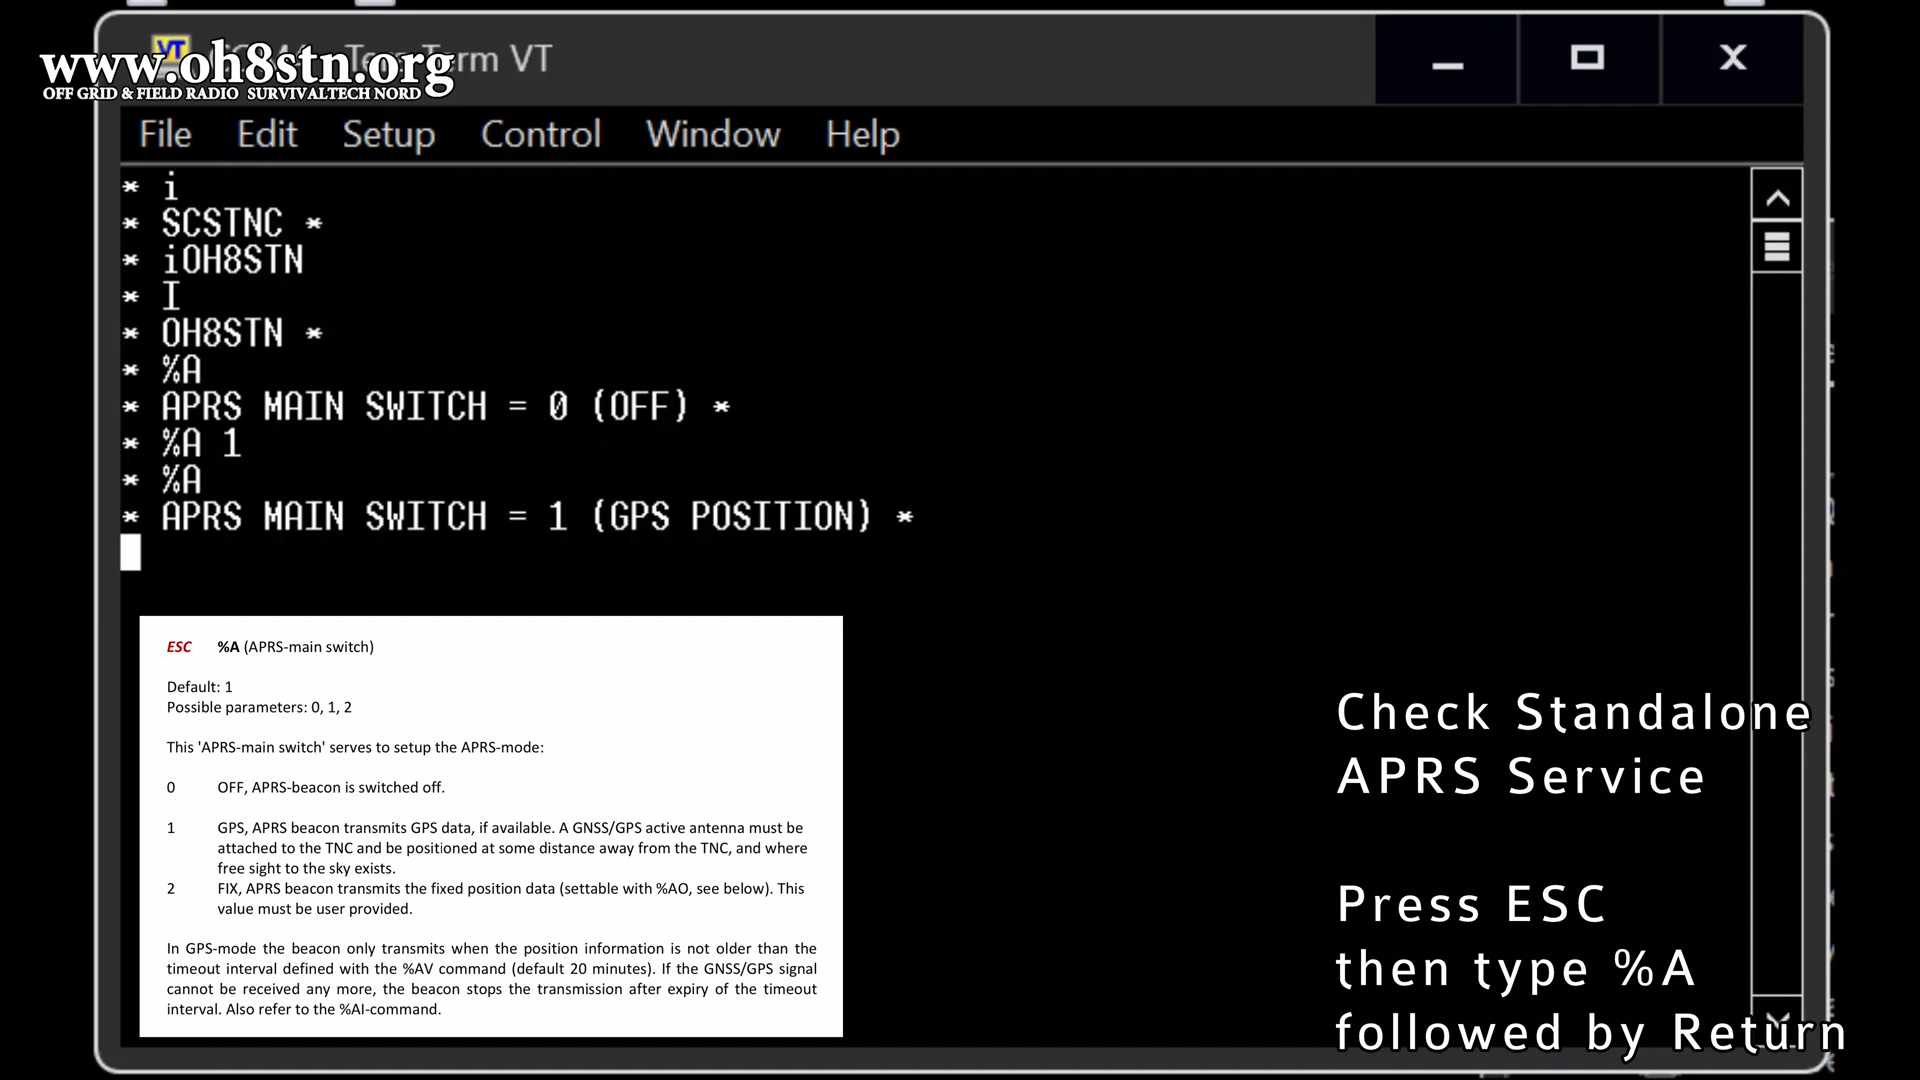 www.oh8stn.org
OFF GRID & FIELD RADIO SURVIVALTECH NORD
Term VT
File Edit Setup Control Window Help
* i
* SCSTNC *
* iOH8STN
* I
* OH8STN *
* %A
* APRS MAIN SWITCH = 0 (OFF) *
* %A 1
* %A
* APRS MAIN SWITCH = 1 (GPS POSITION) *
ESC %A (APRS-main switch)
Default: 1
Possible parameters: 0, 1, 2
This 'APRS-main switch' serves to setup the APRS-mode:
0 OFF, APRS-beacon is switched off.
1 GPS, APRS beacon transmits GPS data, if available. A GNSS/GPS active antenna must be
attached to the TNC and be positioned at some distance away from the TNC, and where
free sight to the sky exists.
2 FIX, APRS beacon transmits the fixed position data (settable with %AO, see below). This
value must be user provided.
In GPS-mode the beacon only transmits when the position information is not older than the
timeout interval defined with the %AV command (default 20 minutes). If the GNSS/GPS signal
cannot be received any more, the beacon stops the transmission after expiry of the timeout
interval. Also refer to the %AI-command.
Check Standalone
APRS Service
Press ESC
then type %A
followed by Return